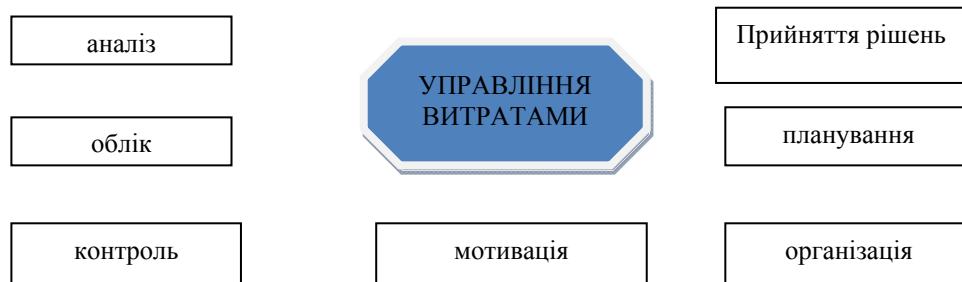 аналіз
УПРАВЛІННЯ
ВИТРАТАМИ
Прийняття рішень
облік
планування
контроль
мотивація
організація